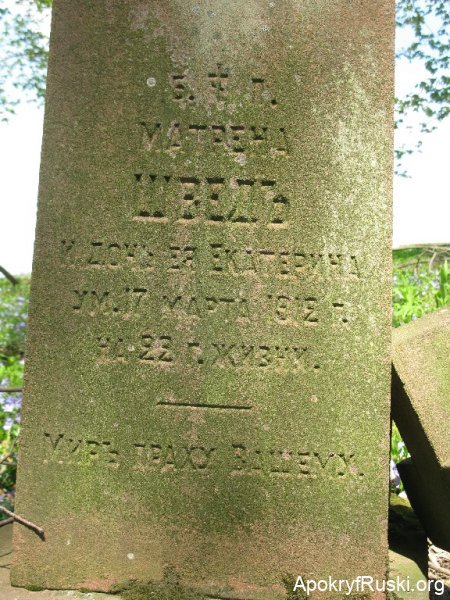 Б. ☦ П.
МАТРЕНА
ШВЕДЪ
И ДОЧЬ ЕЯ ЕКАТЕРИНА
УМ. 17 МАРТА 1912 Г.
НА 22 Г. ЖИЗНИ.
МИРЪ ПРАХУ ВАШЕМУ.
ApokryfRuski.org